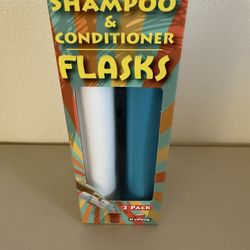 SHAMPOO
&
CONDITIONER
FLASKS
2 PACK